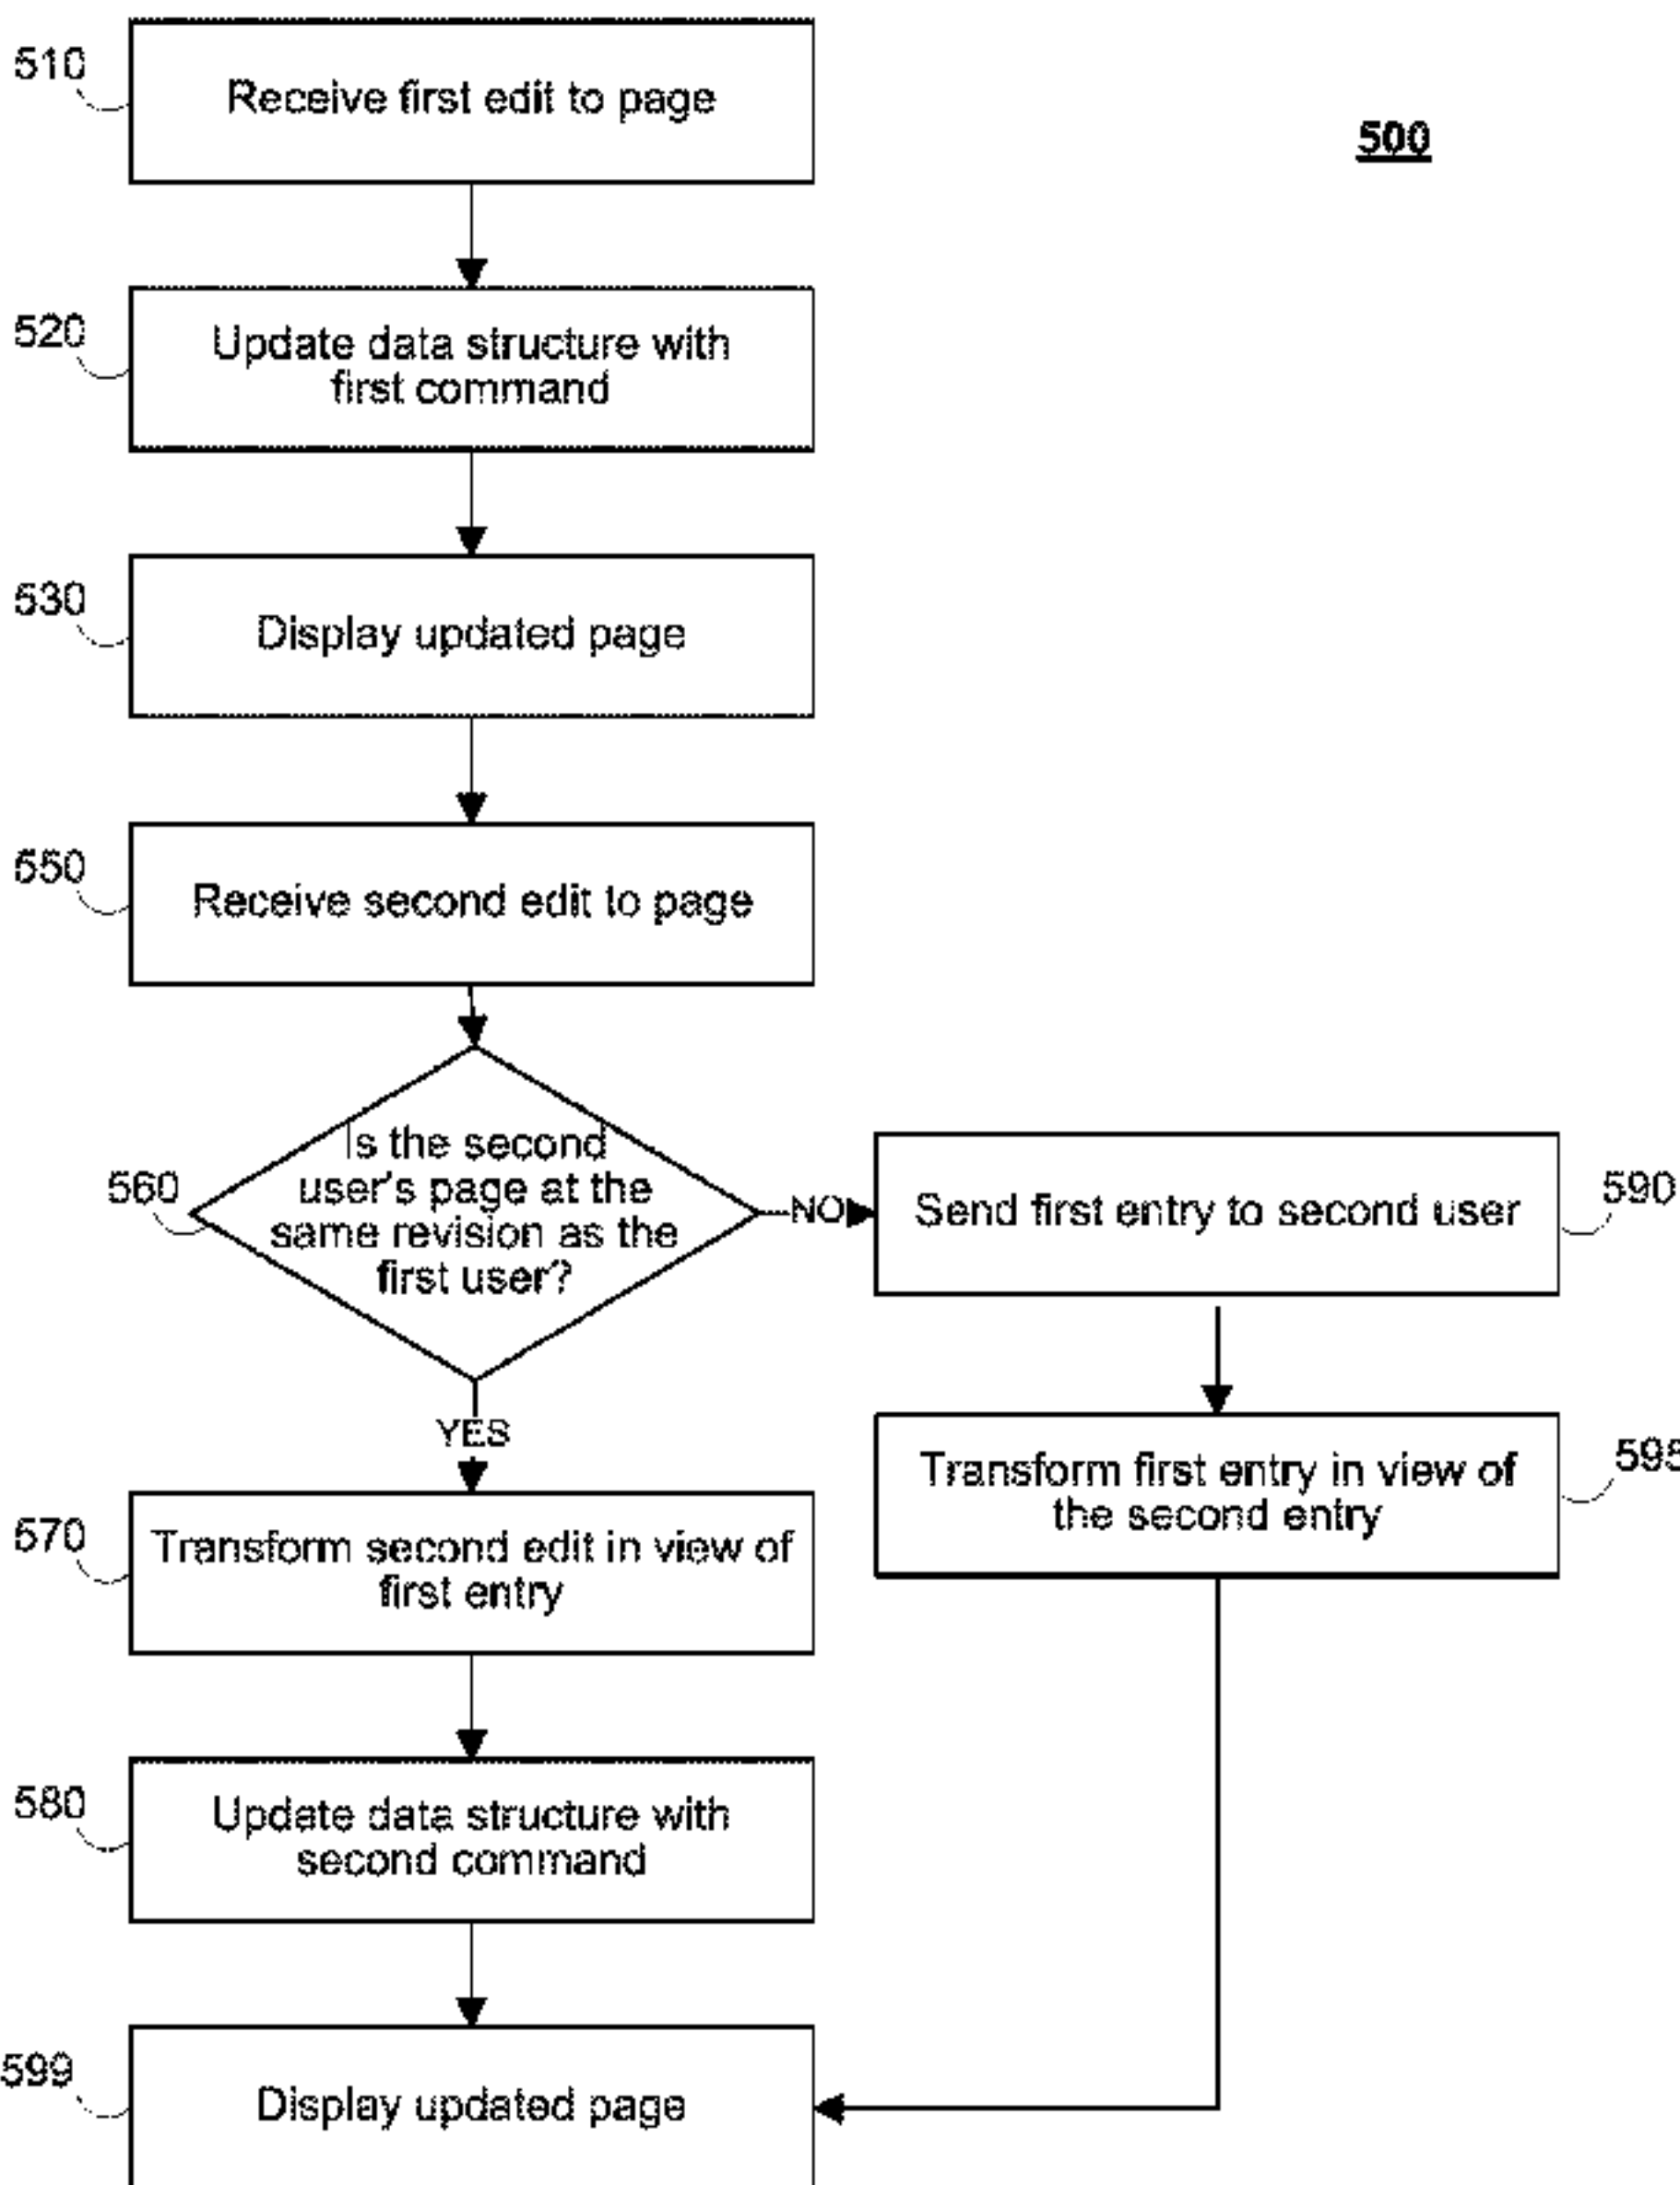 510
Receive first edit to page
500
520
Update data structure with
first command
530
Display updated page
550
Receive second edit to page
560
Is the second
user's page at the
same revision as the
first user?
NO
590
Send first entry to second user
YES
595
Transform first entry in view of
the second entry
570
Transform second edit in view of
first entry
580
Update data structure with
second command
599
Display updated page